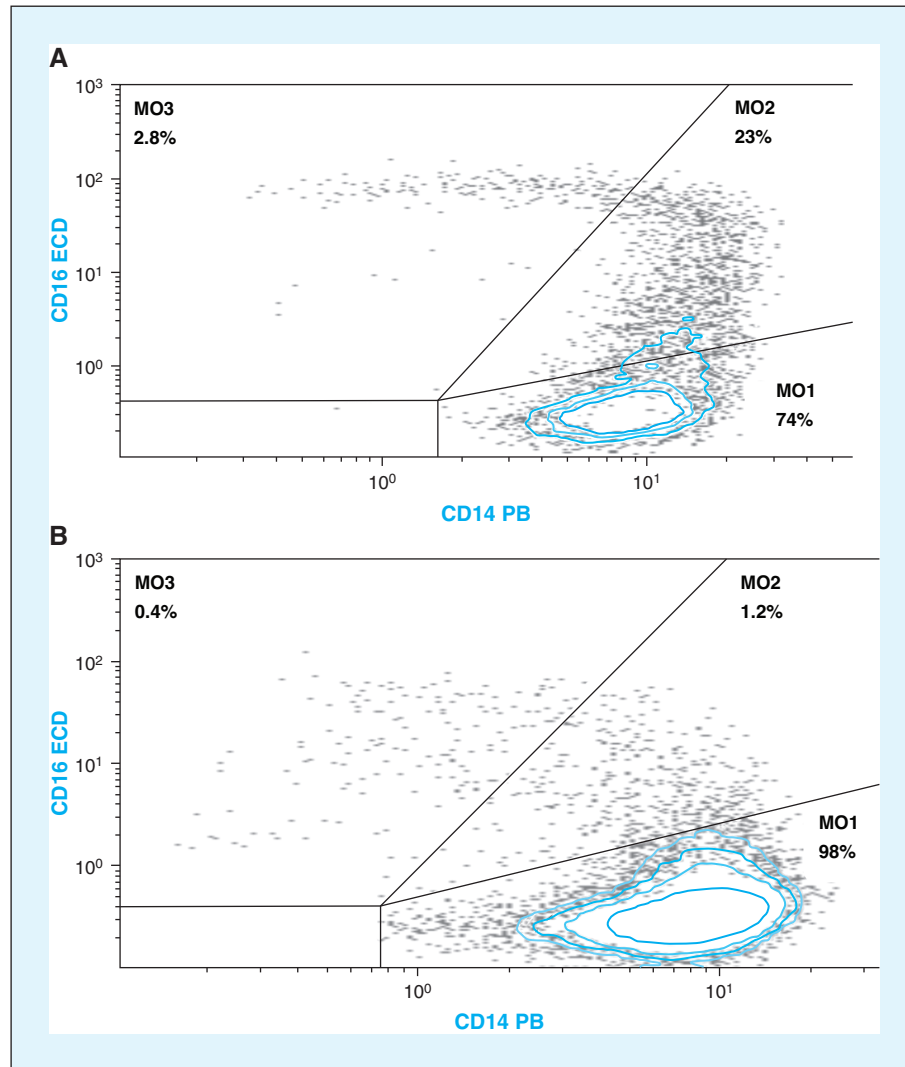 A
10³
MO3
2.8%
MO2
23%
10²
CD16 ECD
10¹
10⁰
MO1
74%
10⁰
10¹
CD14 PB
B
10³
MO3
0.4%
MO2
1.2%
10²
CD16 ECD
10¹
MO1
98%
10⁰
10⁰
10¹
CD14 PB